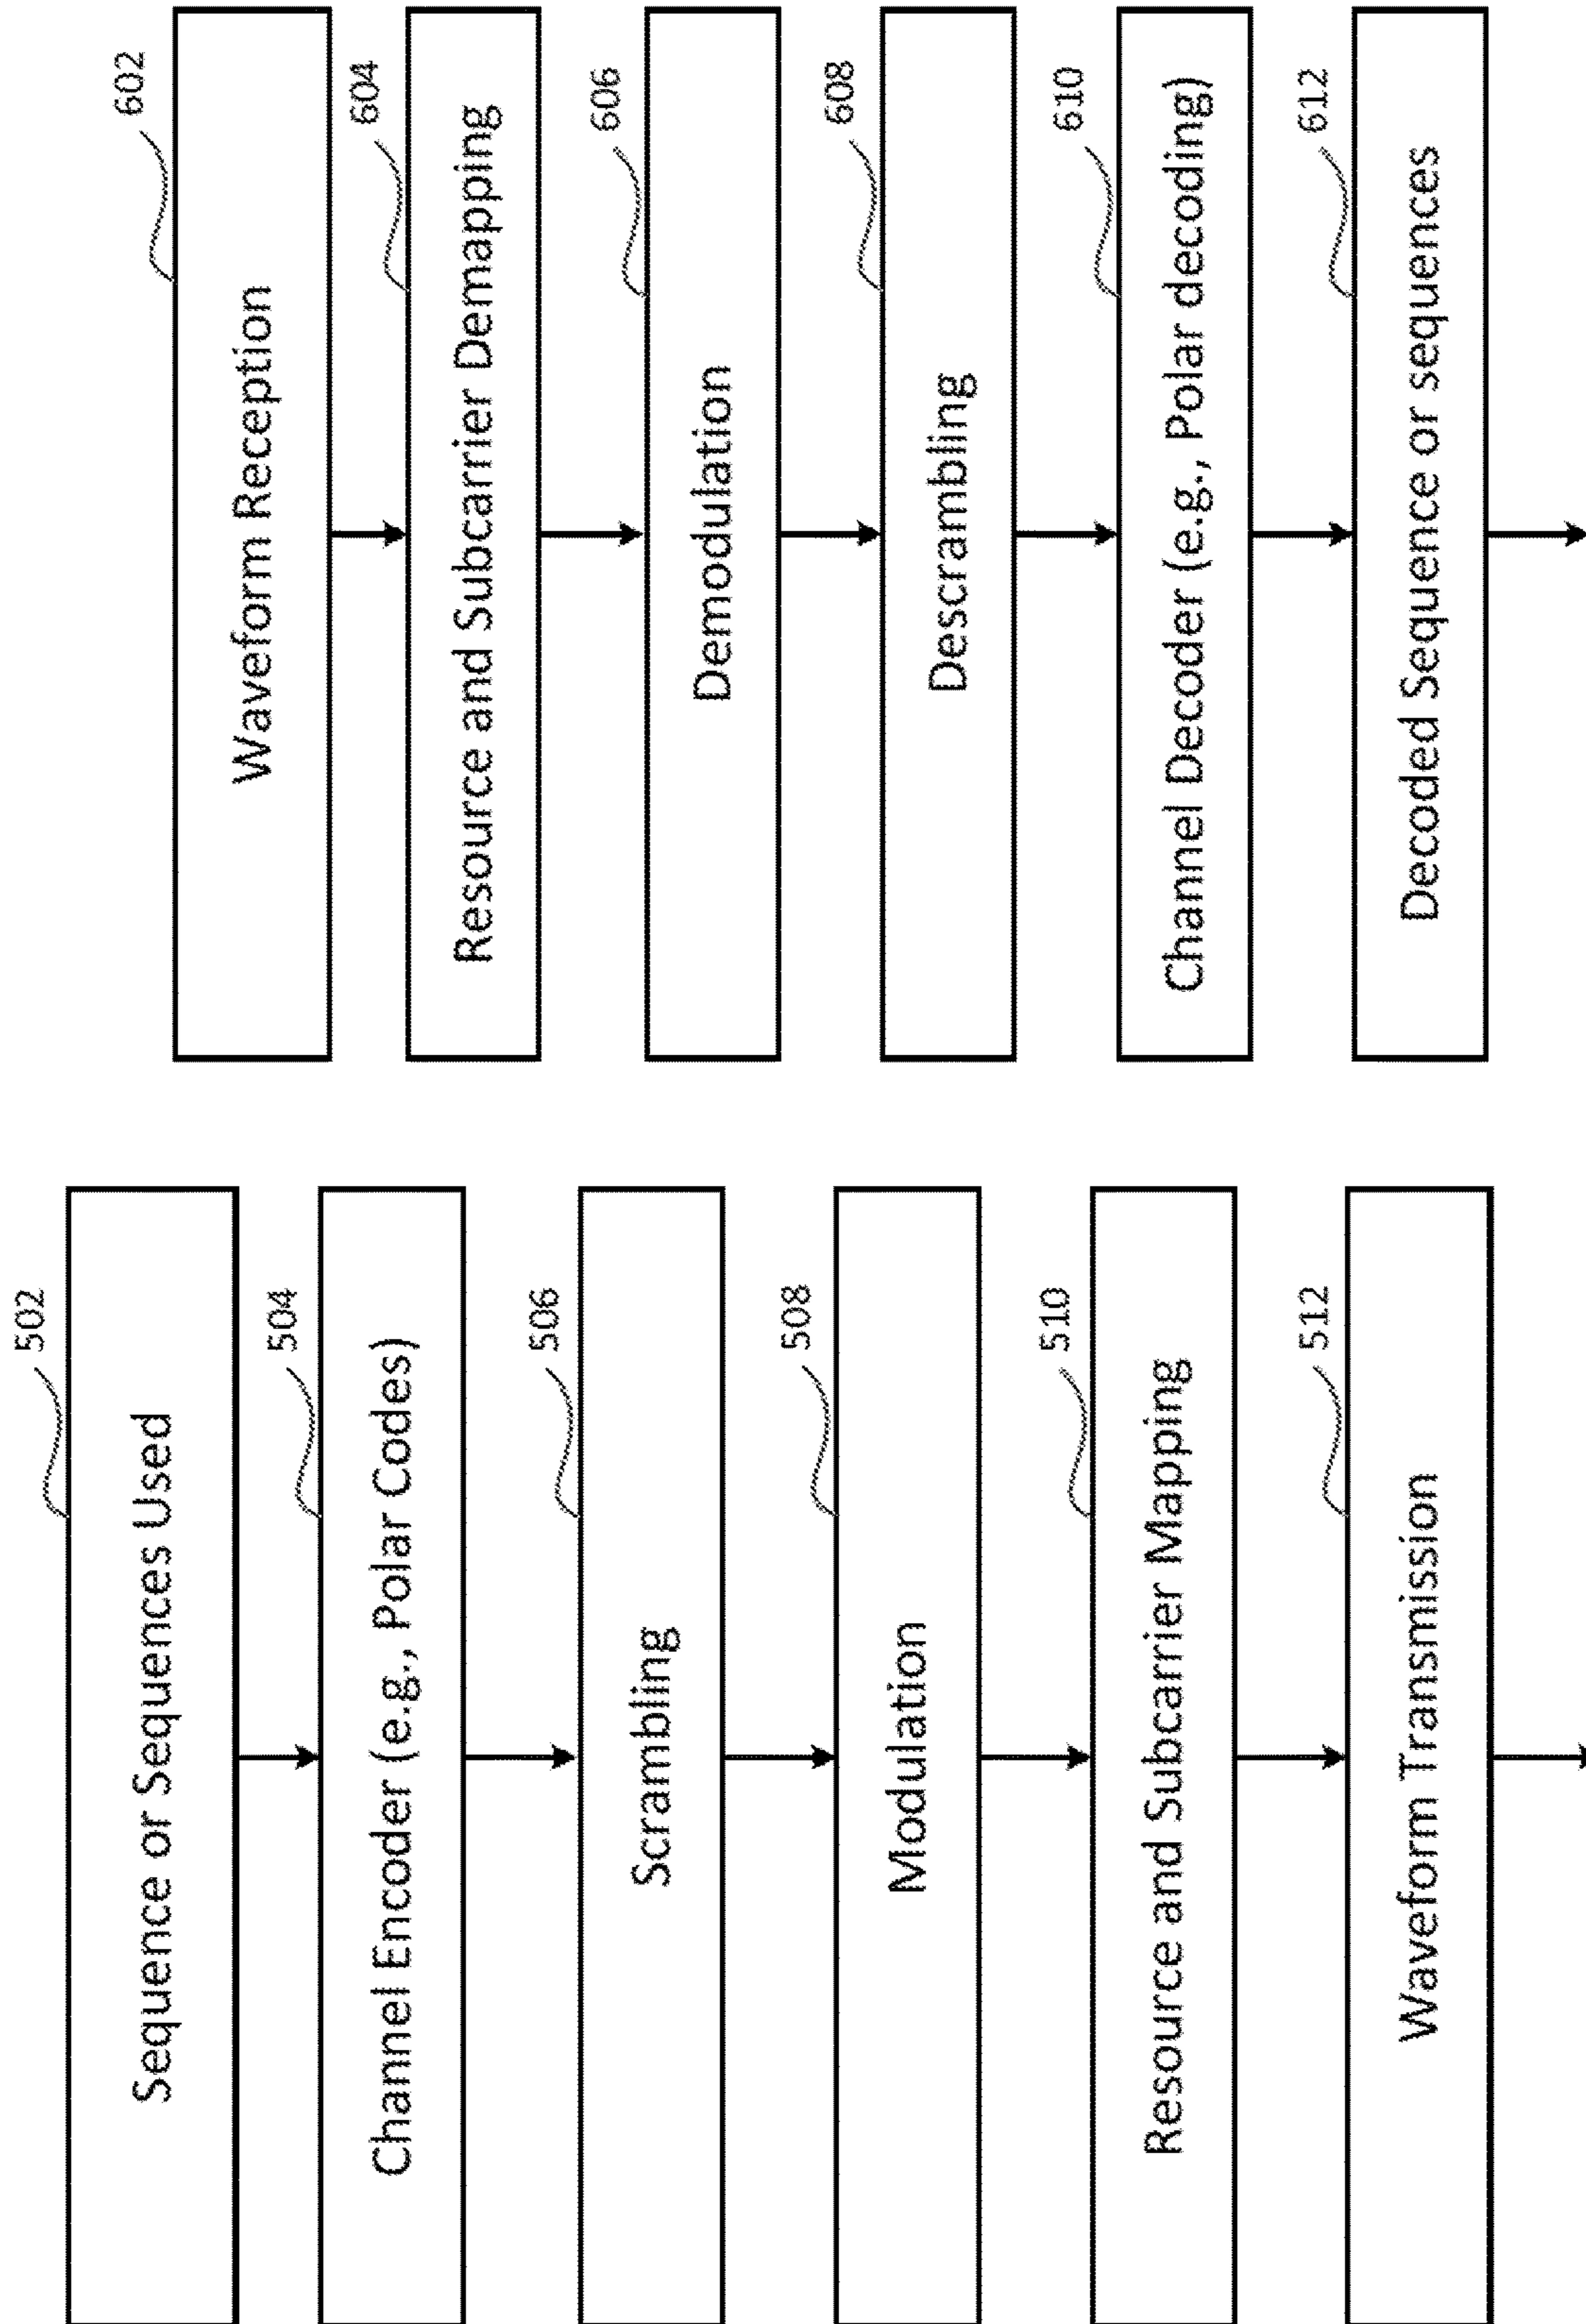 502
Sequence or Sequences Used
504
Channel Encoder (e.g., Polar Codes)
506
Scrambling
508
Modulation
510
Resource and Subcarrier Mapping
512
Waveform Transmission
602
Waveform Reception
604
Resource and Subcarrier Demapping
606
Demodulation
608
Descrambling
610
Channel Decoder (e.g., Polar decoding)
612
Decoded Sequence or sequences